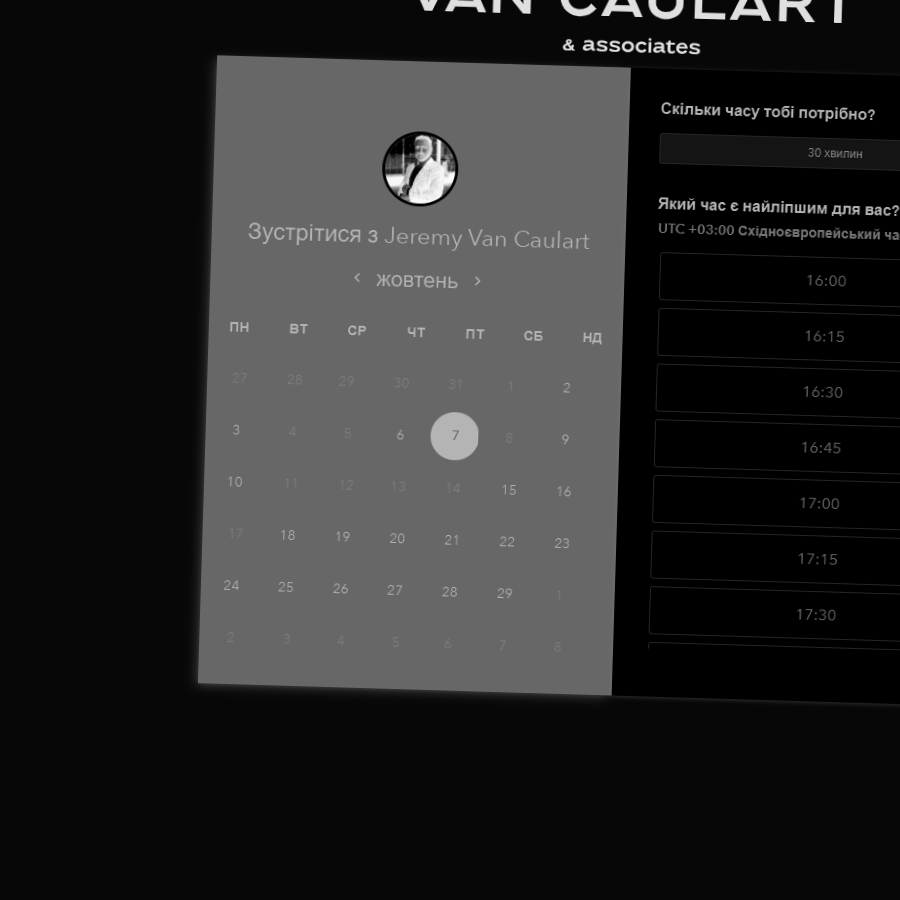 VAN CAULART
& associates
Зустрітися з Jeremy Van Caulart
жовтень
ПН ВТ СР ЧТ ПТ СБ НД
27 28 29 30 31 1 2
3 4 5 6 7 8 9
10 11 12 13 14 15 16
17 18 19 20 21 22 23
24 25 26 27 28 29 1
2 3 4 5 6 7 8
Скільки часу тобі потрібно?
30 хвилин
Який час є найліпшим для вас?
UTC +03:00 Східноєвропейський ча
16:00
16:15
16:30
16:45
17:00
17:15
17:30